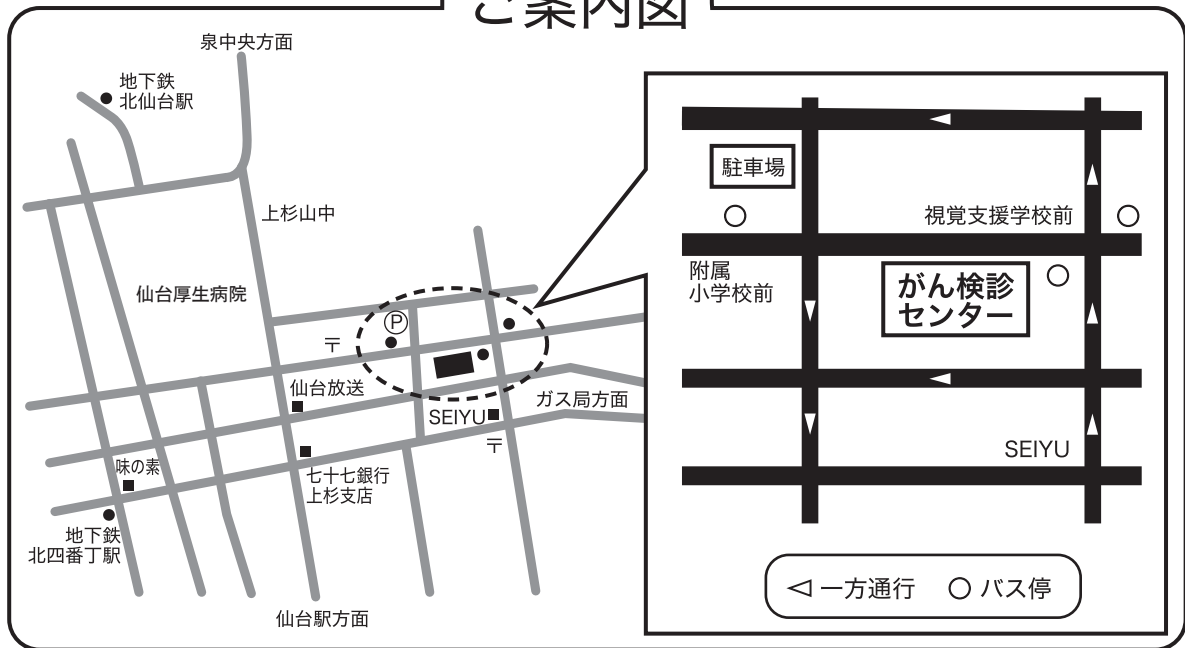 ご案内図
泉中央方面
地下鉄
北仙台駅
上杉山中
仙台厚生病院
P
〒
仙台放送
SEIYU
ガス局方面
〒
味の素
七十七銀行
上杉支店
地下鉄
北四番丁駅
仙台駅方面
駐車場
視覚支援学校前
附属
小学校前
がん検診
センター
SEIYU
一方通行
バス停